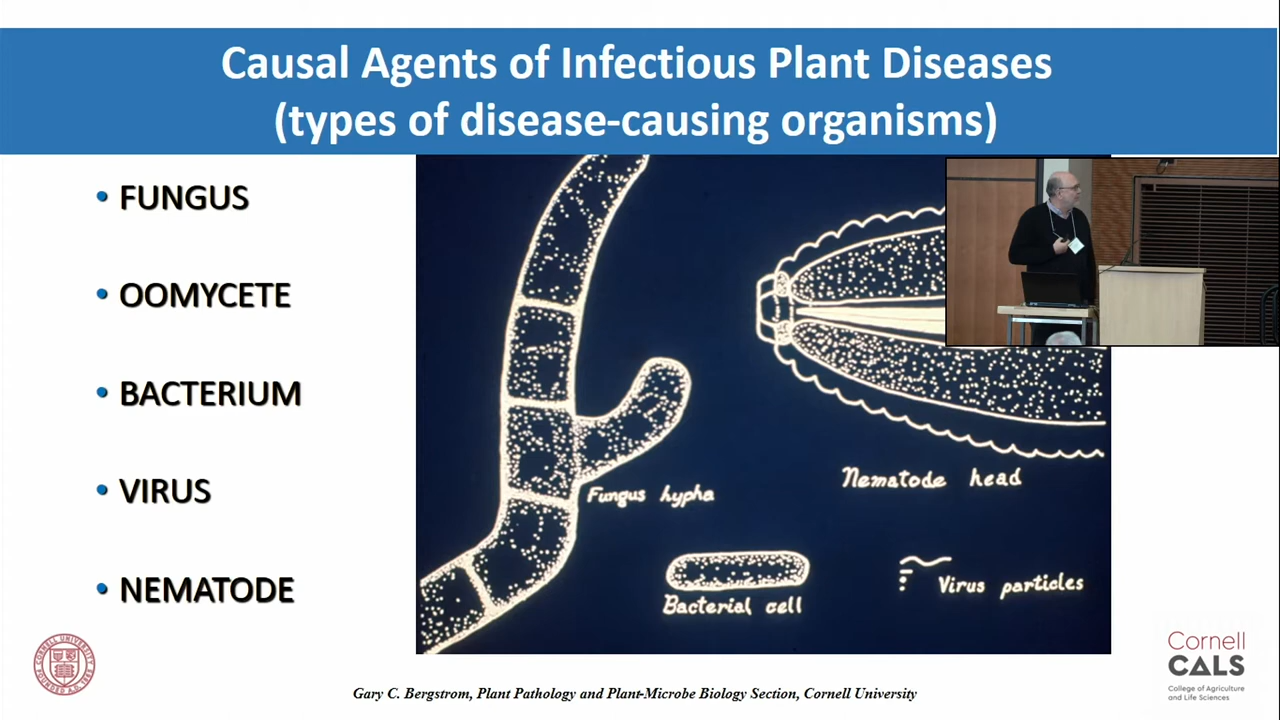 Causal Agents of Infectious Plant Diseases
(types of disease-causing organisms)
• FUNGUS
• OOMYCETE
• BACTERIUM
• VIRUS
• NEMATODE
Fungus hypha
Nematode head
Bacterial cell
Virus particles
Gary C. Bergstrom, Plant Pathology and Plant-Microbe Biology Section, Cornell University
Cornell
CALS
College of Agriculture
and Life Sciences